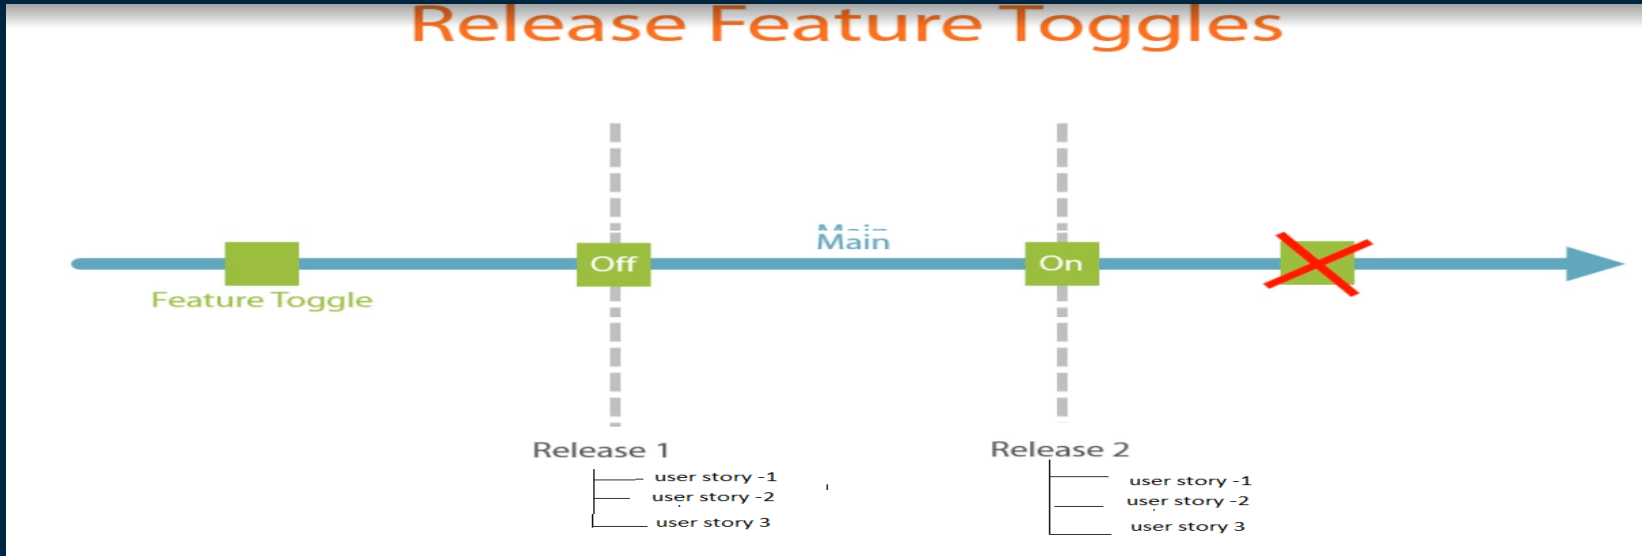 Release Feature Toggles
Main
Main
Off
On
Feature Toggle
Release 1
user story -1
user story -2
user story 3
Release 2
user story -1
user story -2
user story 3